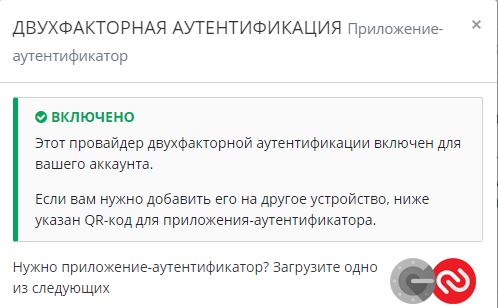 ДВУХФАКТОРНАЯ АУТЕНТИФИКАЦИЯ Приложение-
аутентификатор
×
ВКЛЮЧЕНО
Этот провайдер двухфакторной аутентификации включен для
вашего аккаунта.
Если вам нужно добавить его на другое устройство, ниже
указан QR-код для приложения-аутентификатора.
Нужно приложение-аутентификатор? Загрузите одно
из следующих